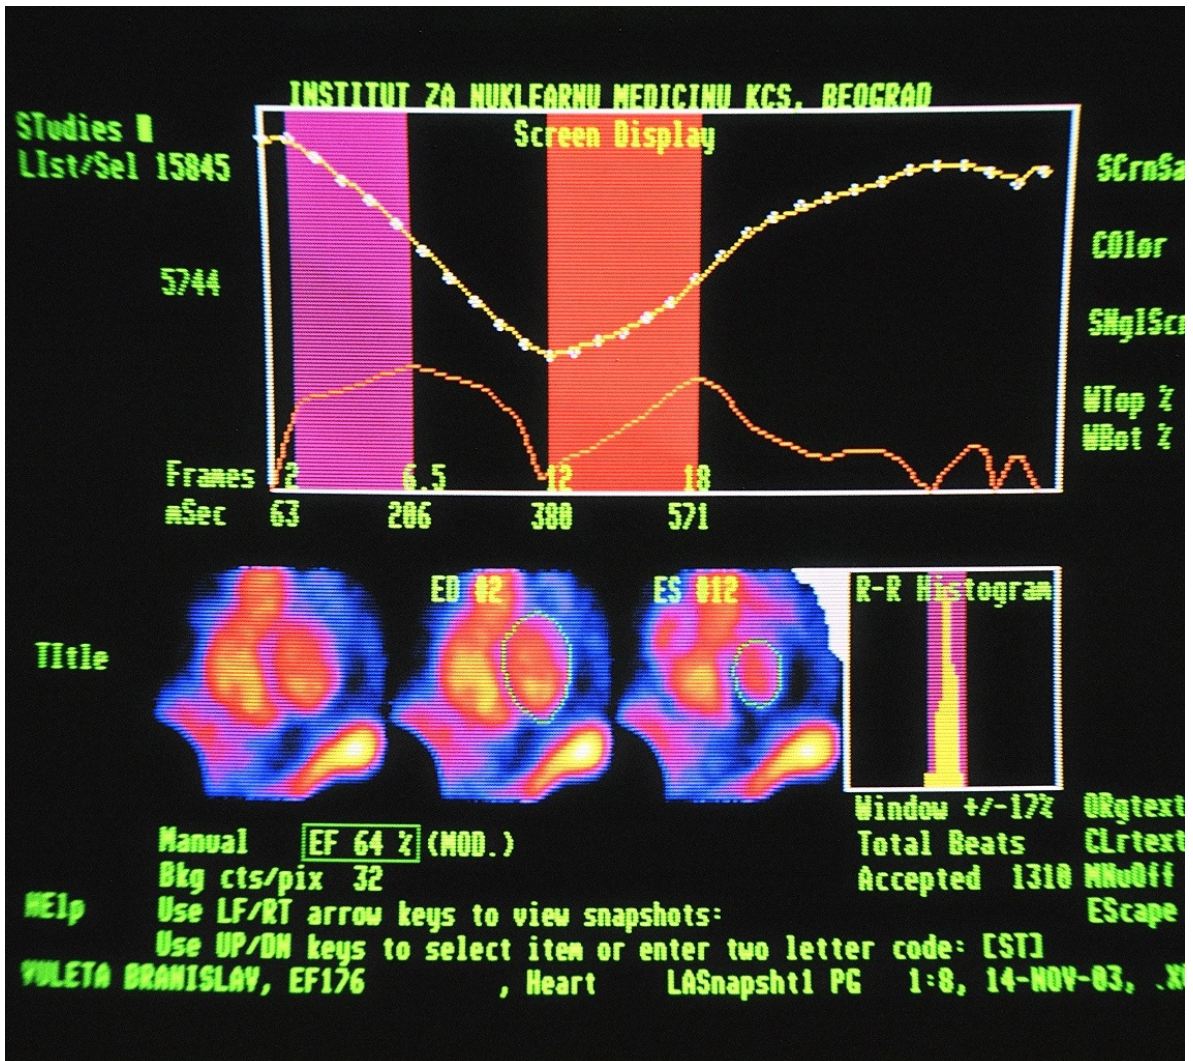 INSTITUT ZA NUKLEARNU MEDICINU KCS, BEOGRAD
STudies
Screen Display
LIst/Sel 15845
SCrnSa
COlor
5744
SNglScr
WTop %
WBot %
Frames 2 6.5 12 18
mSec 63 206 380 571
ED #2
ES #12
R-R Histogram
TItle
Window +/-17%
ORgtext
Manual EF 64 % (MOD.)
Total Beats
CLrtext
Bkg cts/pix 32
Accepted 1310
MNuOff
HElp
Use LF/RT arrow keys to view snapshots:
EScape
Use UP/DN keys to select item or enter two letter code: [ST]
VULETA BRANISLAV, EF176 , Heart LASnapsht1 PG 1:8, 14-NOV-03,